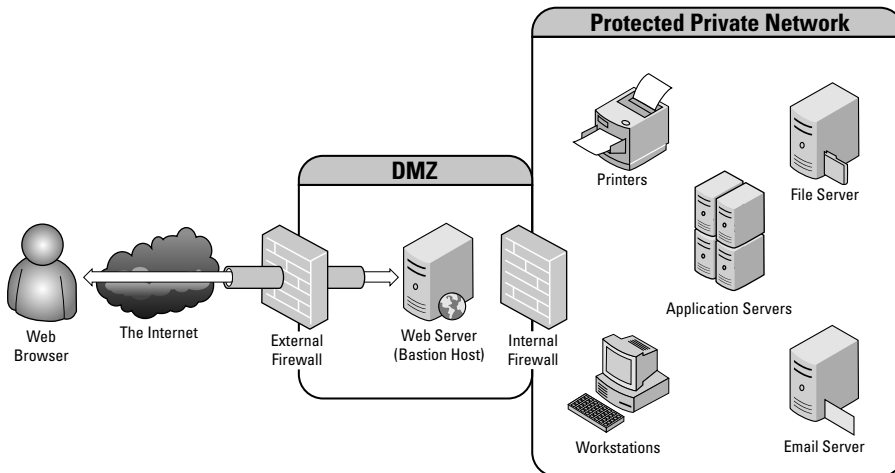 Protected Private Network
DMZ
Printers
File Server
Application Servers
Web
Browser
The Internet
External
Firewall
Web Server
(Bastion Host)
Internal
Firewall
Workstations
Email Server